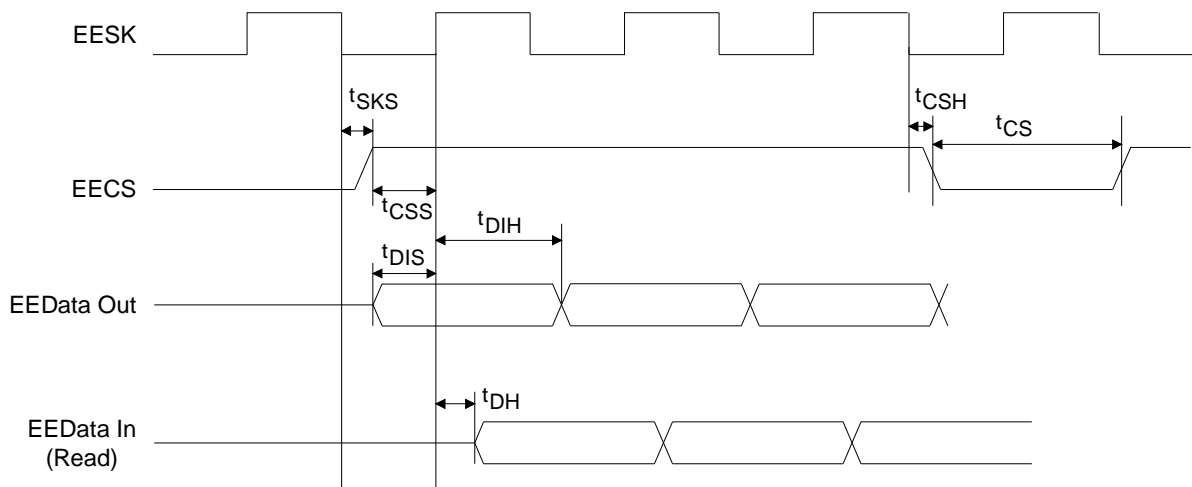 EESK
tSKS
tCSH
tCS
EECS
tCSS
tDIH
tDIS
EEData Out
tDH
EEData In
(Read)